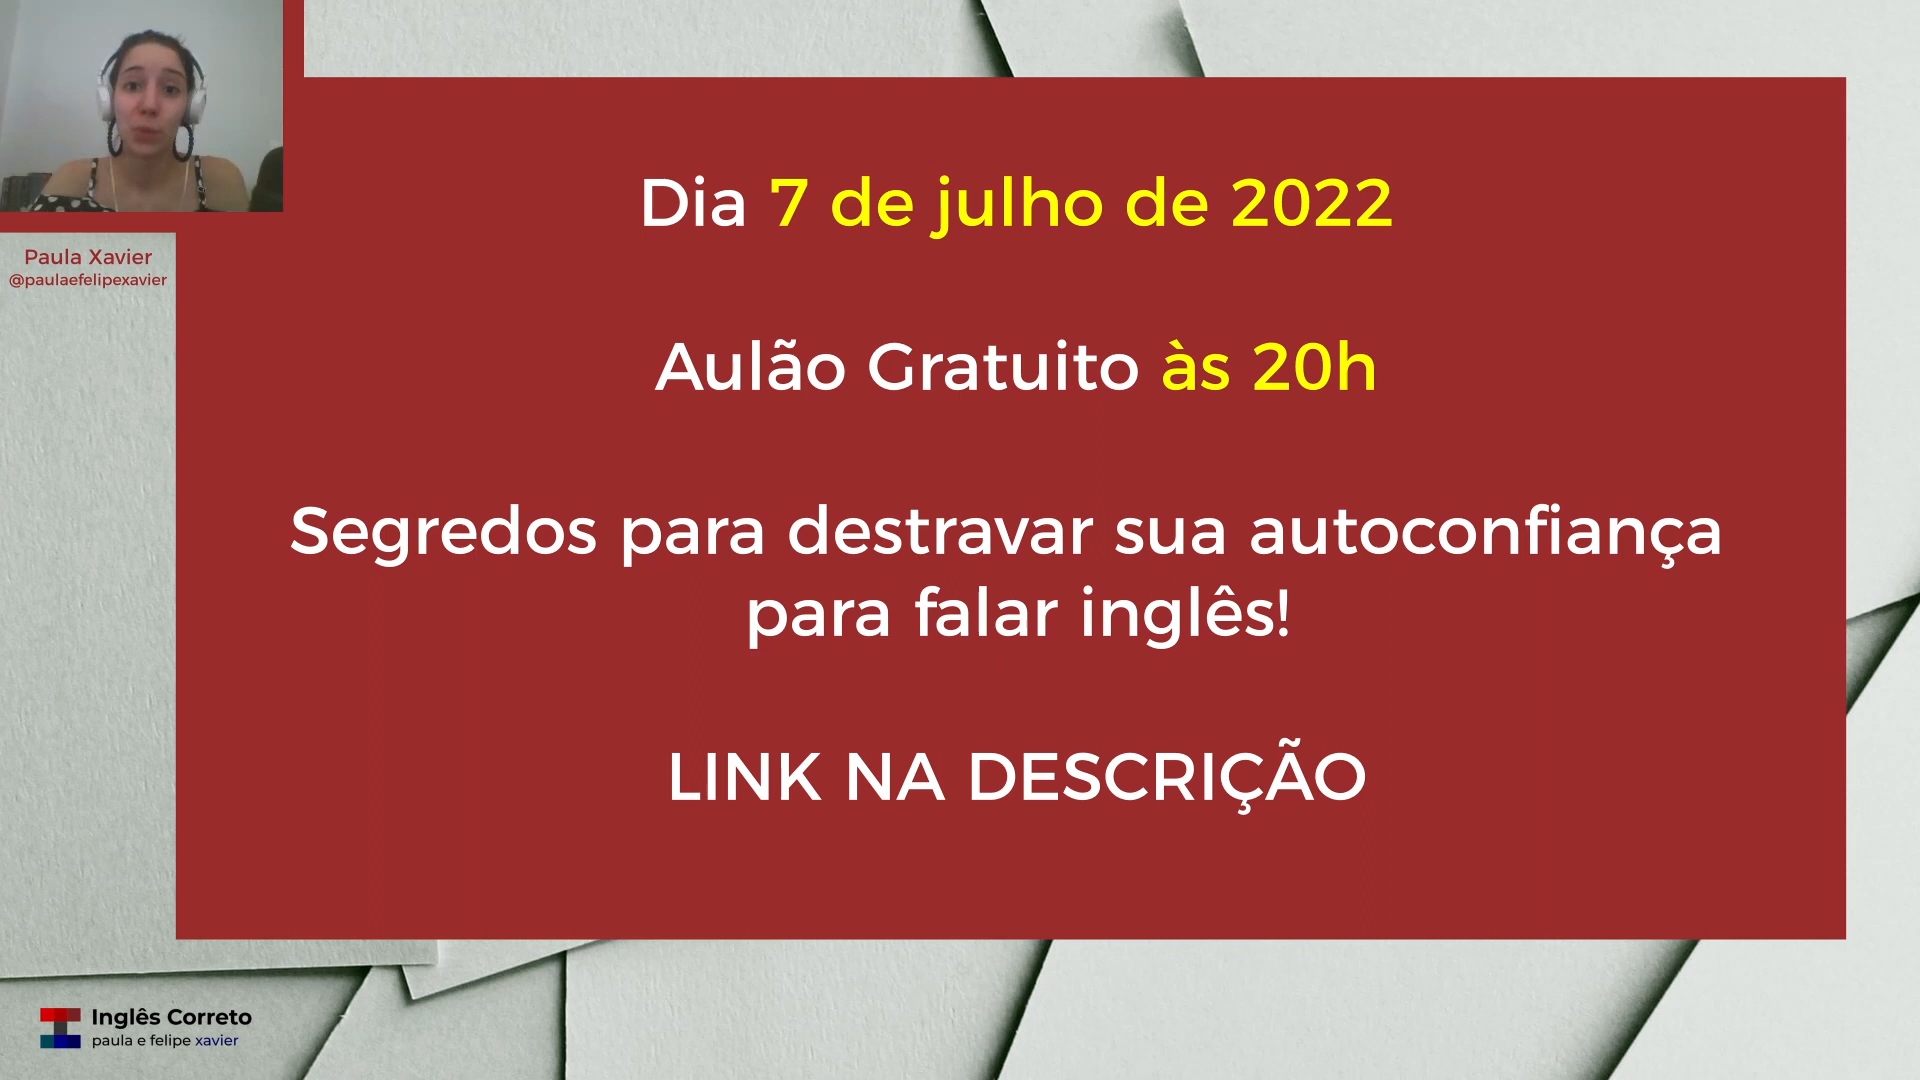 Dia 7 de julho de 2022
Aulão Gratuito às 20h
Segredos para destravar sua autoconfiança
para falar inglês!
LINK NA DESCRIÇÃO
Paula Xavier
@paulaefelipexavier
Inglês Correto
paula e felipe xavier